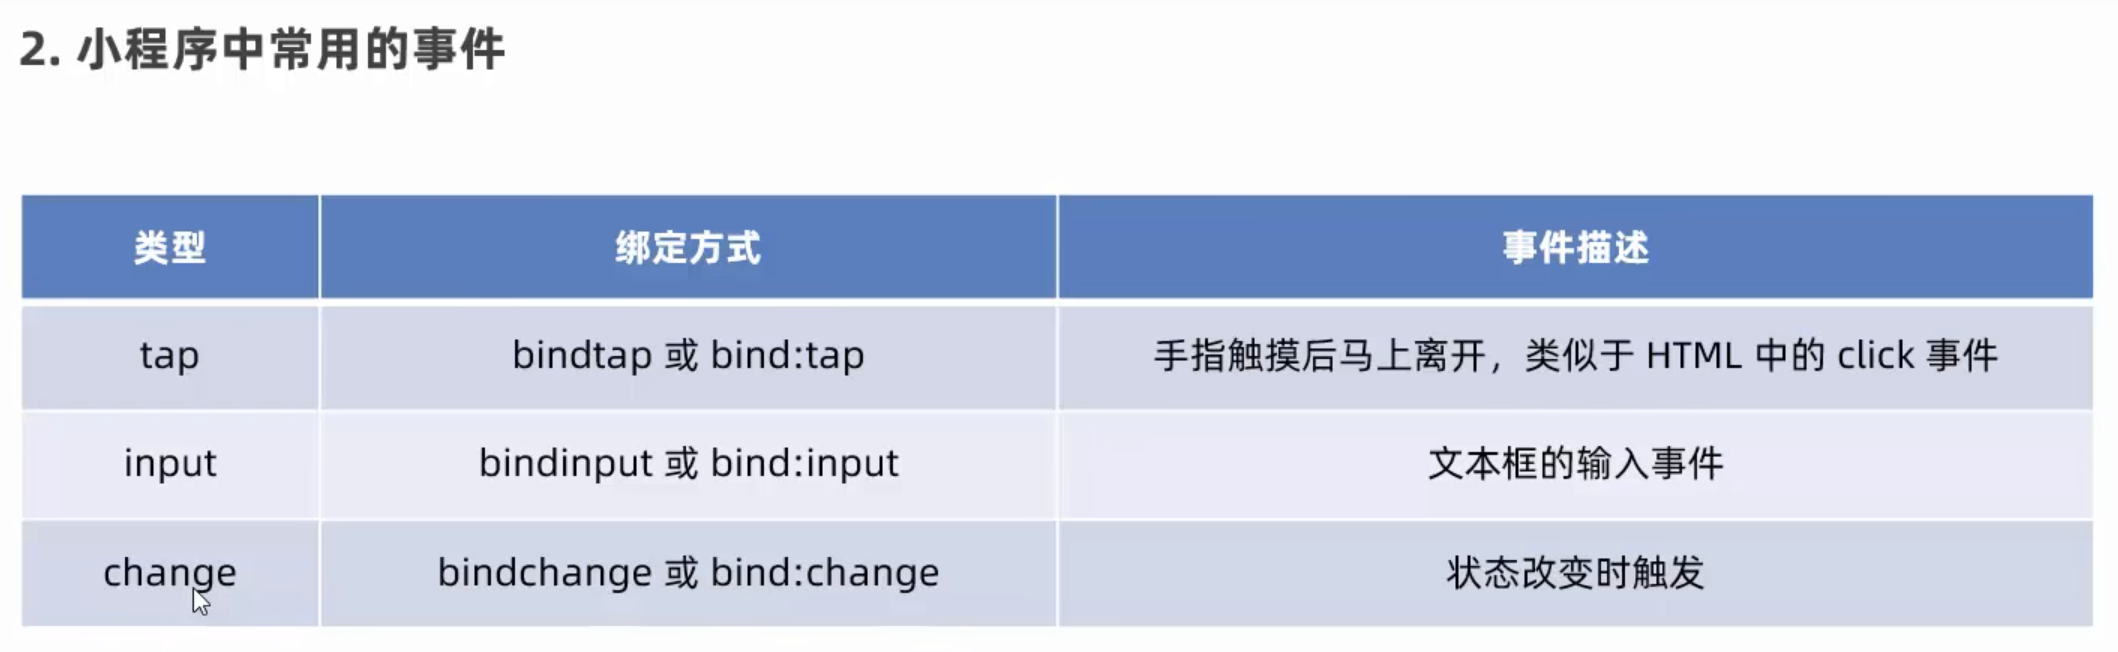 2. 小程序中常用的事件
类型 绑定方式 事件描述
tap bindtap 或 bind:tap 手指触摸后马上离开，类似于 HTML 中的 click 事件
input bindinput 或 bind:input 文本框的输入事件
change bindchange 或 bind:change 状态改变时触发